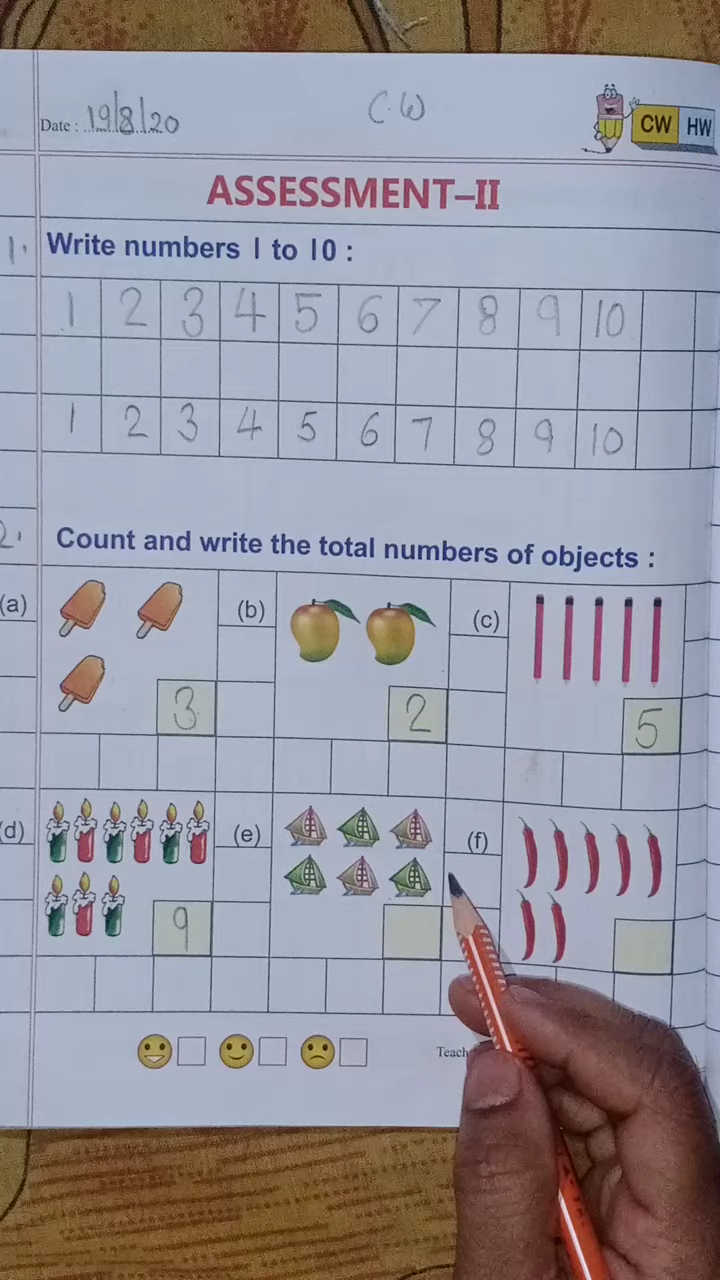 Date : 19/8/20
C.W
CW HW
ASSESSMENT–II
1. Write numbers 1 to 10 :
1 2 3 4 5 6 7 8 9 10
1 2 3 4 5 6 7 8 9 10
2. Count and write the total numbers of objects :
(a) (b) (c)
3 2 5
(d) (e) (f)
9